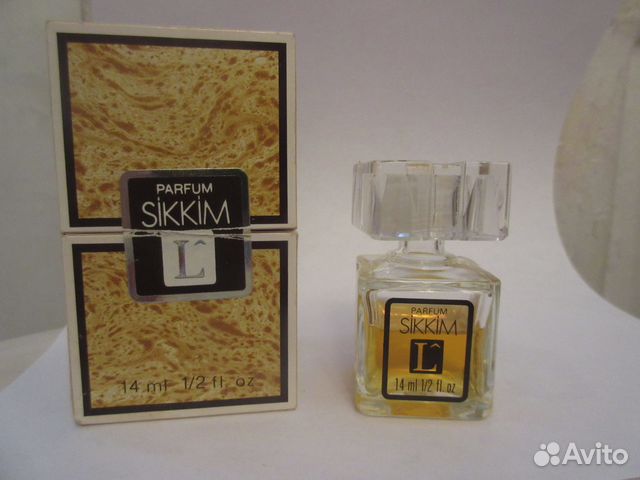 PARFUM
SIKKIM
L̂
14 ml 1/2 fl. oz
PARFUM
SIKKIM
L̂
14 ml 1/2 fl. oz
Avito